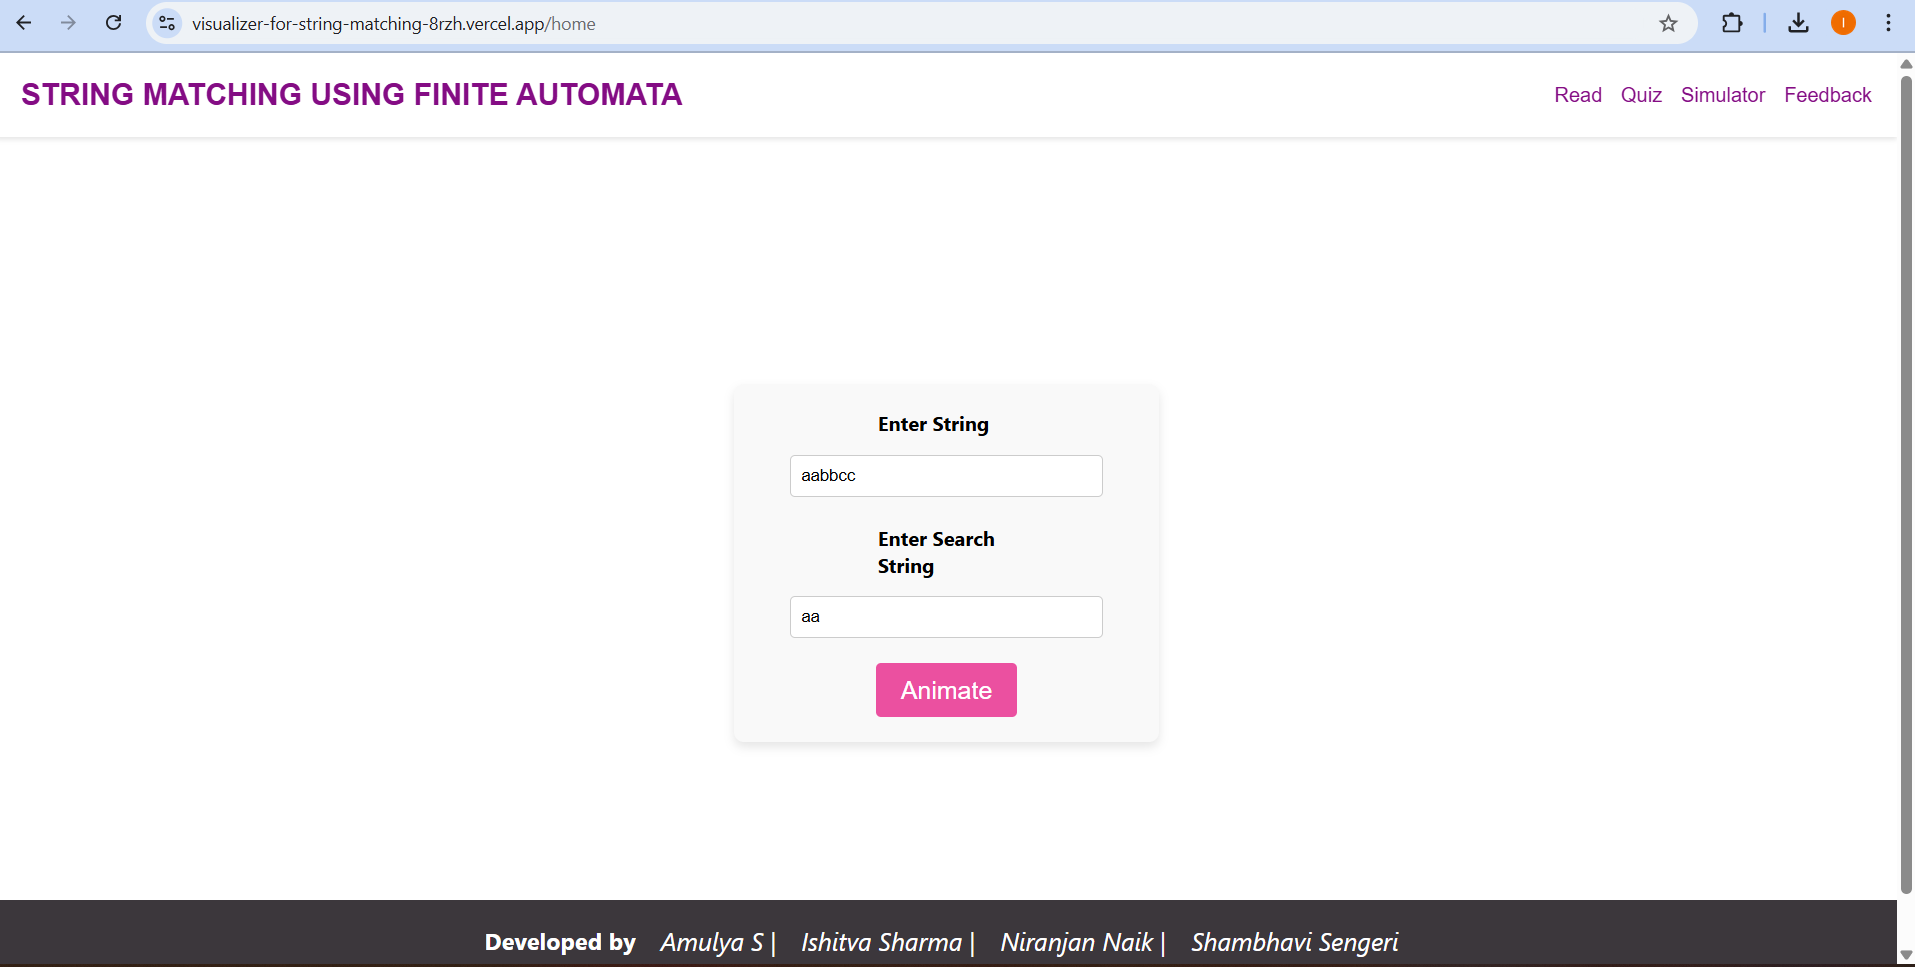 visualizer-for-string-matching-8rzh.vercel.app/home
I
STRING MATCHING USING FINITE AUTOMATA
Read Quiz Simulator Feedback
Enter String
aabbcc
Enter Search
String
aa
Animate
Developed by Amulya S | Ishitva Sharma | Niranjan Naik | Shambhavi Sengeri